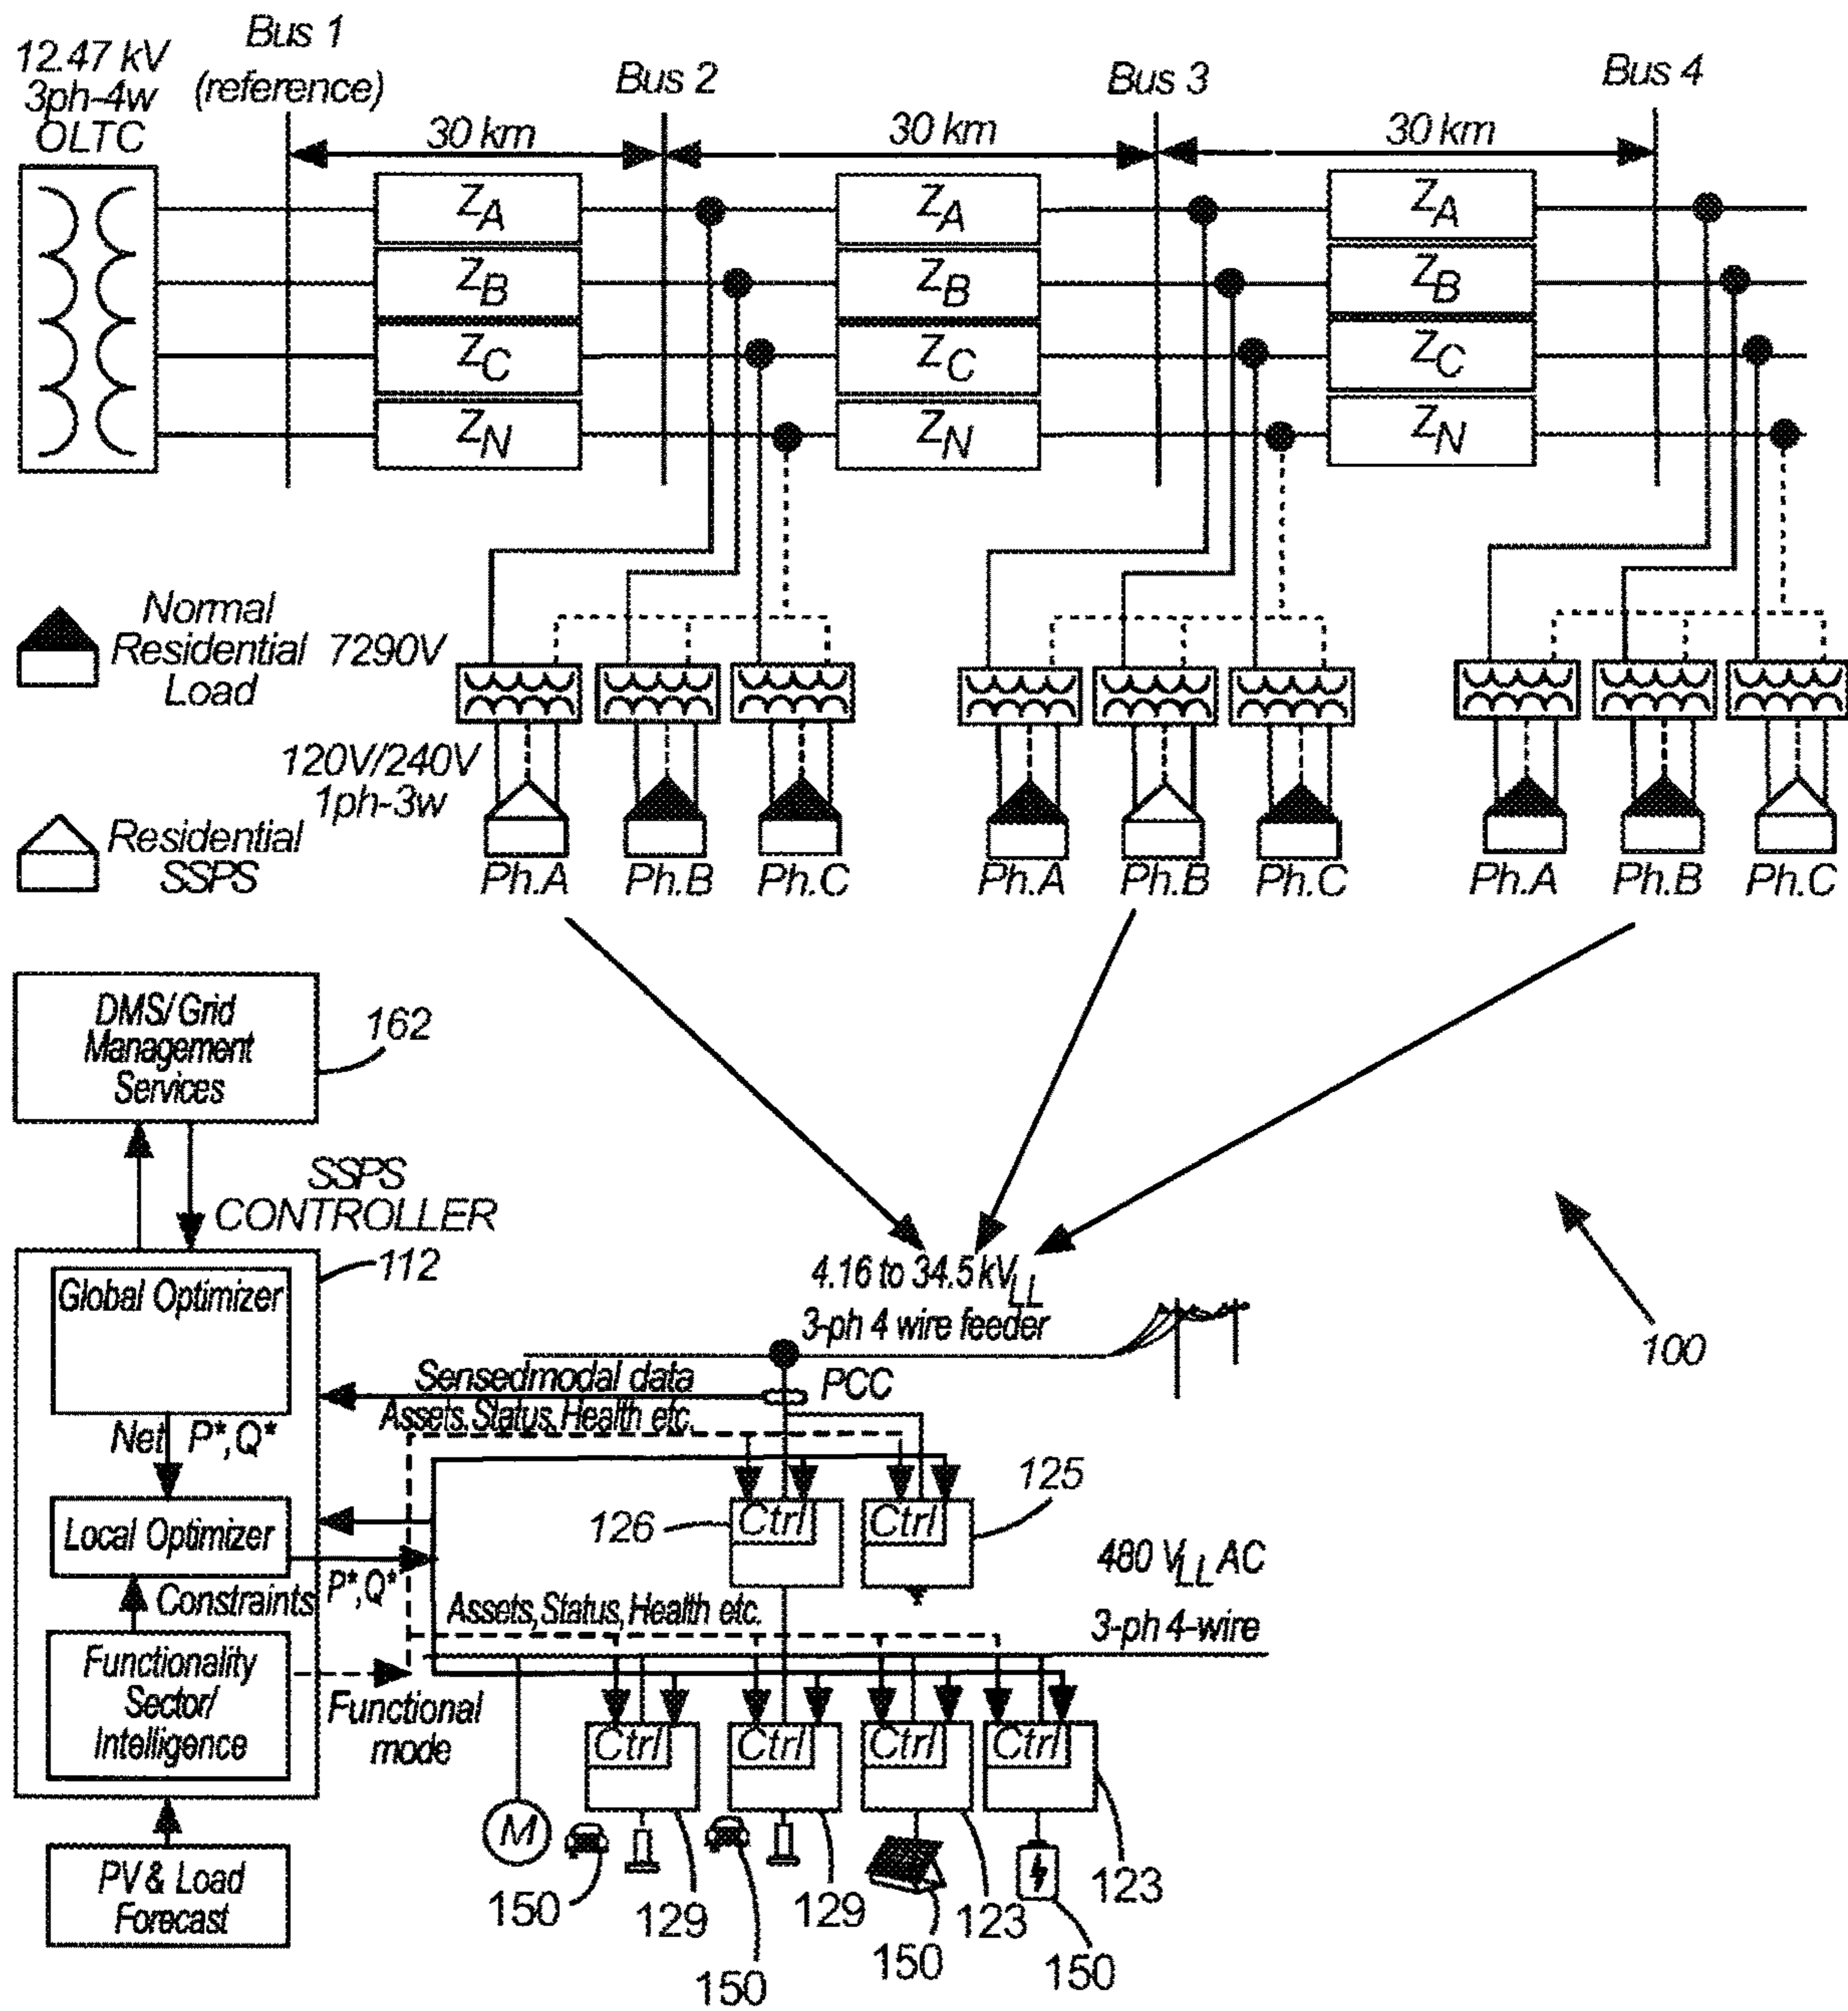 12.47 kV
3ph-4w
OLTC
Bus 1
(reference)
Bus 2
Bus 3
Bus 4
30 km
30 km
30 km
ZA
ZA
ZA
ZB
ZB
ZB
ZC
ZC
ZC
ZN
ZN
ZN
Normal
Residential
Load
7290V
120V/240V
1ph-3w
Residential
SSPS
Ph.A
Ph.B
Ph.C
Ph.A
Ph.B
Ph.C
Ph.A
Ph.B
Ph.C
DMS/Grid
Management
Services
162
SSPS
CONTROLLER
112
Global Optimizer
Net P*,Q*
Local Optimizer
Constraints
P*,Q*
Functionality
Sector/
Intelligence
Functional
mode
PV & Load
Forecast
4.16 to 34.5 kVLL
3-ph 4 wire feeder
100
Sensedmodal data
PCC
Assets,Status,Health etc.
126
Ctrl
Ctrl
125
480 VLL AC
3-ph 4-wire
Assets,Status,Health etc.
Ctrl
Ctrl
Ctrl
Ctrl
M
150
129
150
129
150
123
150
123